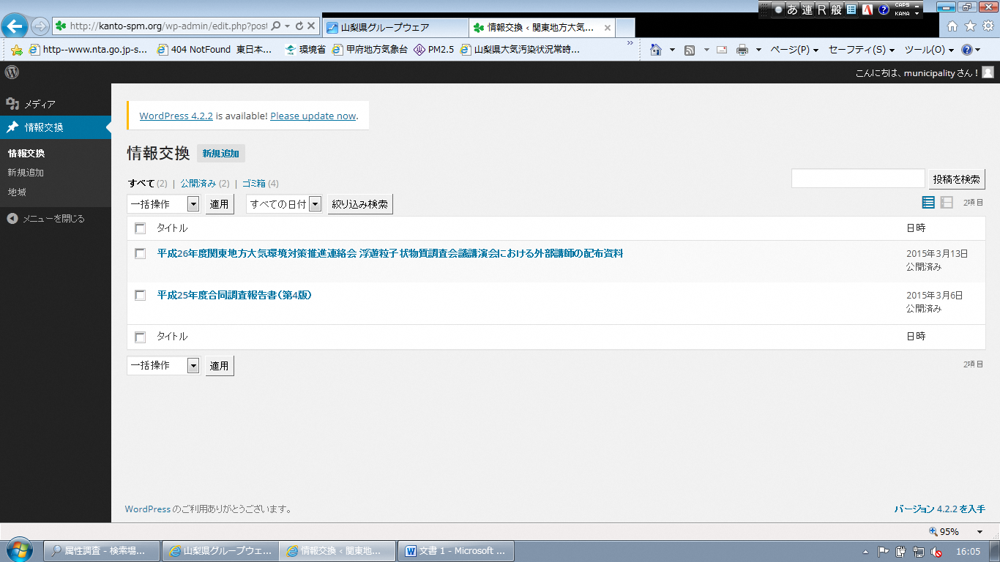 あ 連 R 般 CAPS KANA
http://kanto-spm.org/wp-admin/edit.php?post
山梨県グループウェア
情報交換 ‹ 関東地方大気...
http--www.nta.go.jp-s...
404 NotFound 東日本...
環境省
甲府地方気象台
PM2.5
山梨県大気汚染状況常時...
ページ(P)
セーフティ(S)
ツール(O)
こんにちは、municipality さん！
メディア
情報交換
情報交換
新規追加
地域
メニューを閉じる
WordPress 4.2.2 is available! Please update now.
情報交換 新規追加
すべて (2) | 公開済み (2) | ゴミ箱 (4)
投稿を検索
一括操作 適用 すべての日付 絞り込み検索 2項目
タイトル 日時
平成26年度関東地方大気環境対策推進連絡会 浮遊粒子状物質調査会議講演会における外部講師の配布資料 2015年3月13日
公開済み
平成25年度合同調査報告書（第4版） 2015年3月6日
公開済み
タイトル 日時
一括操作 適用 2項目
WordPress のご利用ありがとうございます。 バージョン 4.2.2 を入手
95%
属性調査 - 検索場...
山梨県グループウェ...
情報交換 ‹ 関東地...
文書 1 - Microsoft ...
16:05